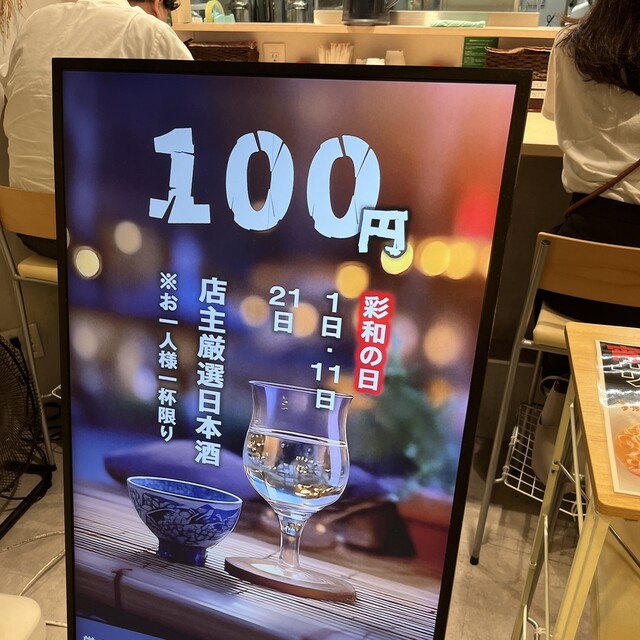 100円
彩和の日
1日・11日
21日
店主厳選日本酒
※お一人様一杯限り